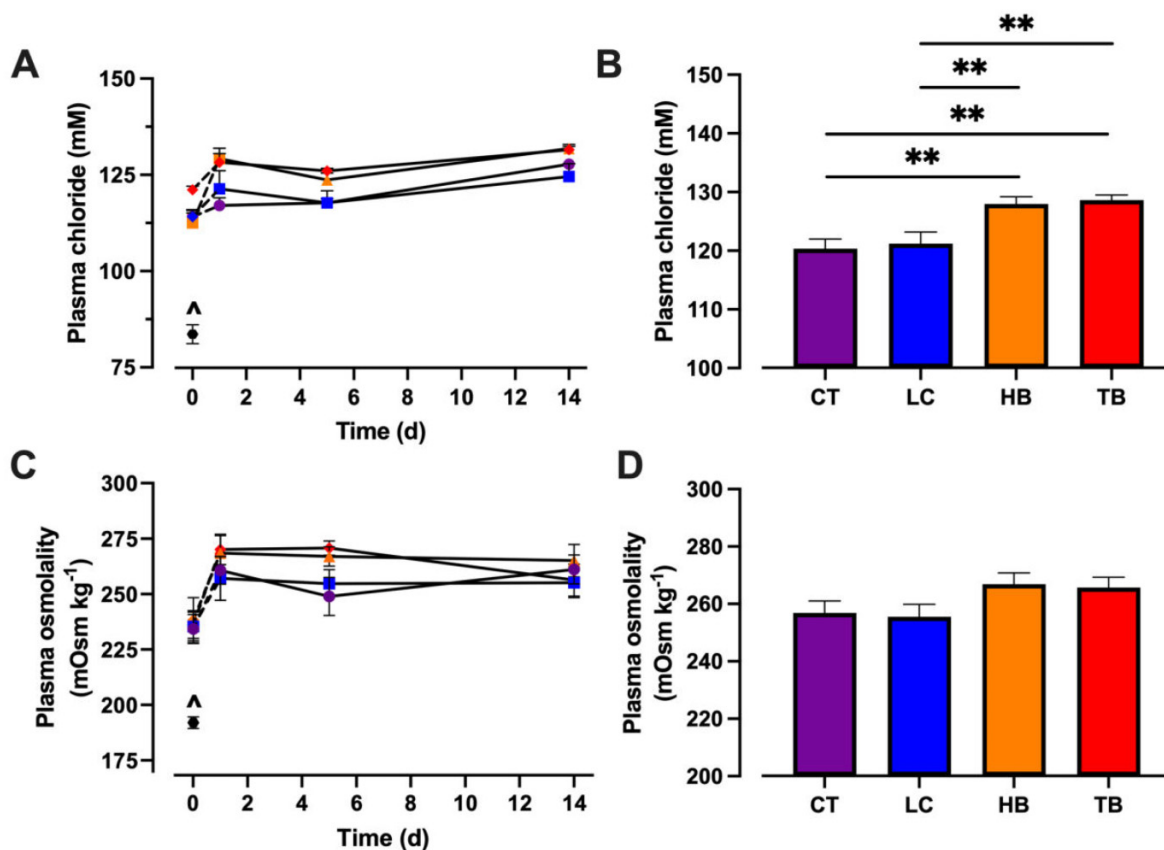 A
Plasma chloride (mM)
150
125
100
75
^
0 2 4 6 8 10 12 14
Time (d)
B
Plasma chloride (mM)
150
140
130
120
110
100
**
**
**
**
CT LC HB TB
C
Plasma osmolality
(mOsm kg⁻¹)
300
275
250
225
200
175
^
0 2 4 6 8 10 12 14
Time (d)
D
Plasma osmolality
(mOsm kg⁻¹)
300
280
260
240
220
200
CT LC HB TB